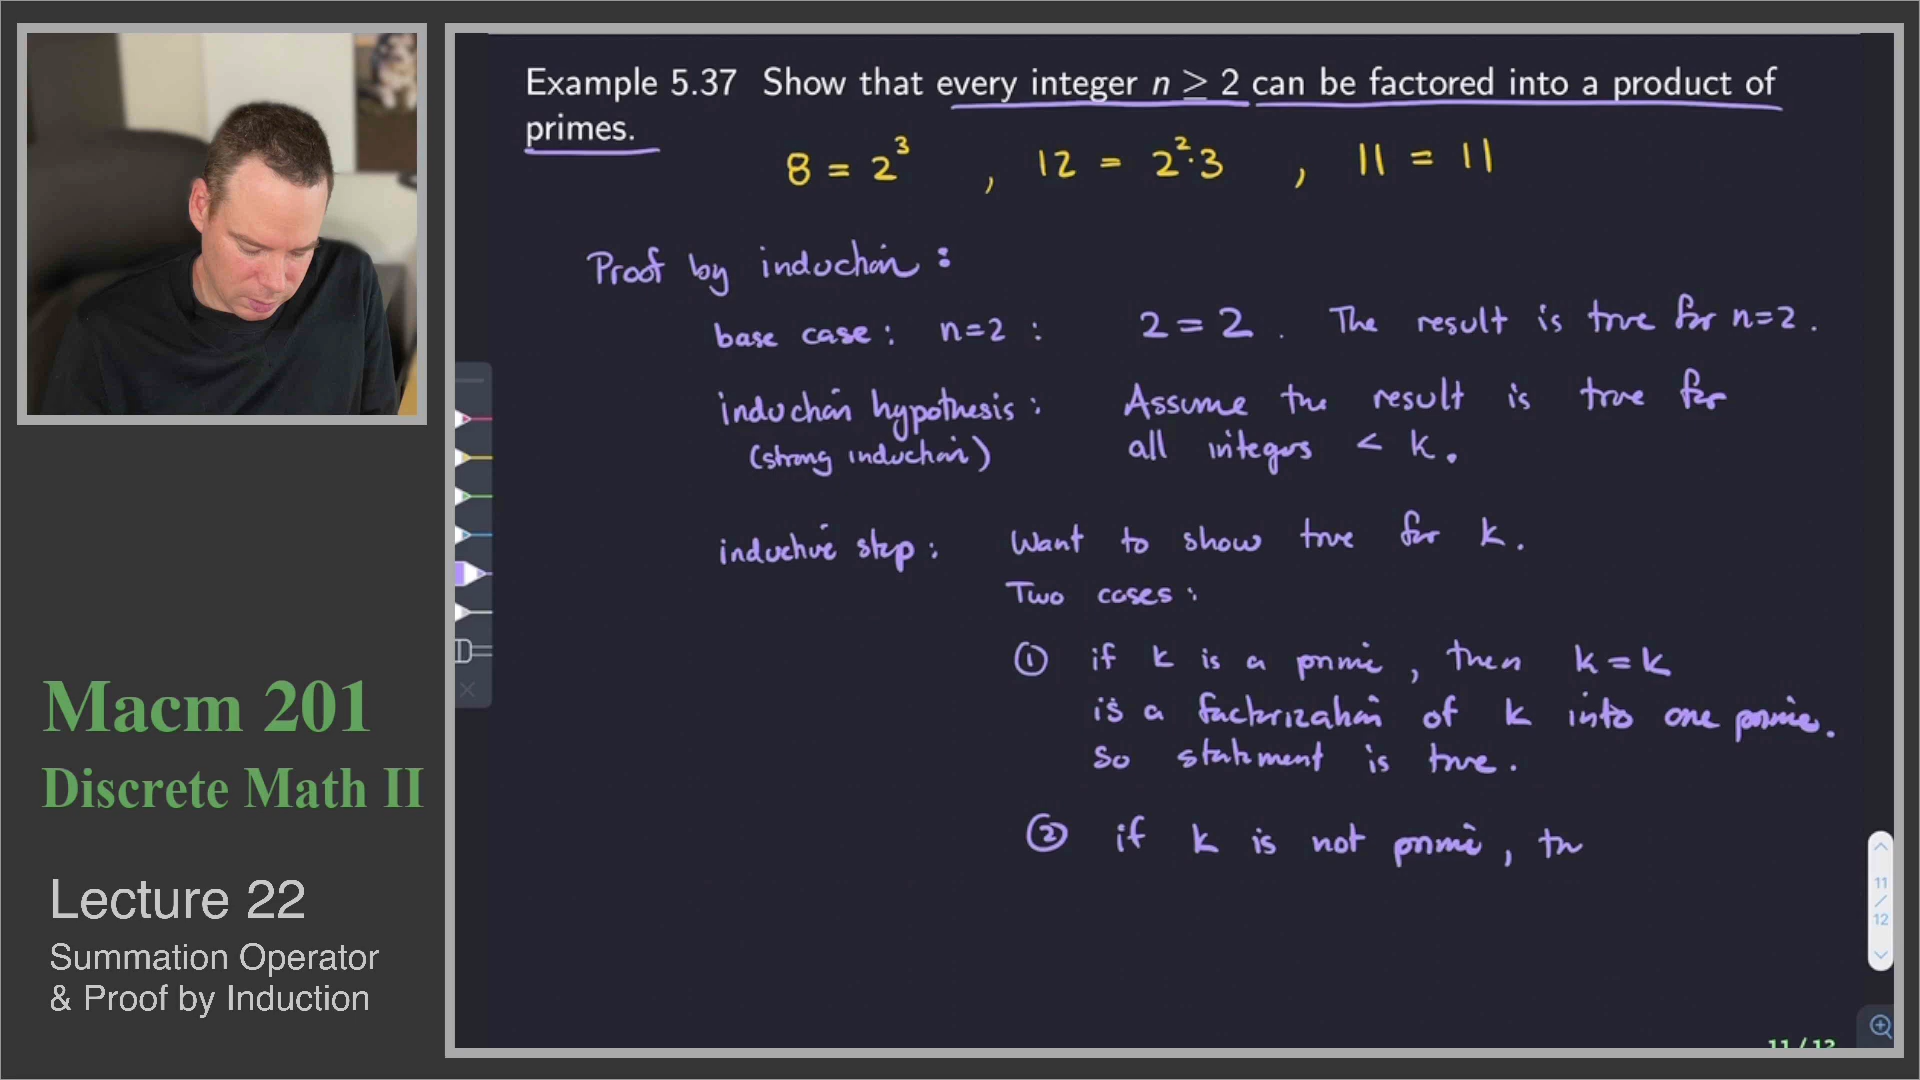 Example 5.37 Show that every integer n ≥ 2 can be factored into a product of
primes.
8 = 2³ , 12 = 2²·3 , 11 = 11
Proof by induction :
base case : n=2 : 2 = 2 . The result is true for n=2 .
induction hypothesis : Assume the result is true for
(strong induction) all integers < k .
inductive step : Want to show true for k .
Two cases :
① if k is a prime , then k = k
is a factorization of k into one prime .
So statement is true .
② if k is not prime , th
Macm 201
Discrete Math II
Lecture 22
Summation Operator
& Proof by Induction
11
/
12
11 / 12